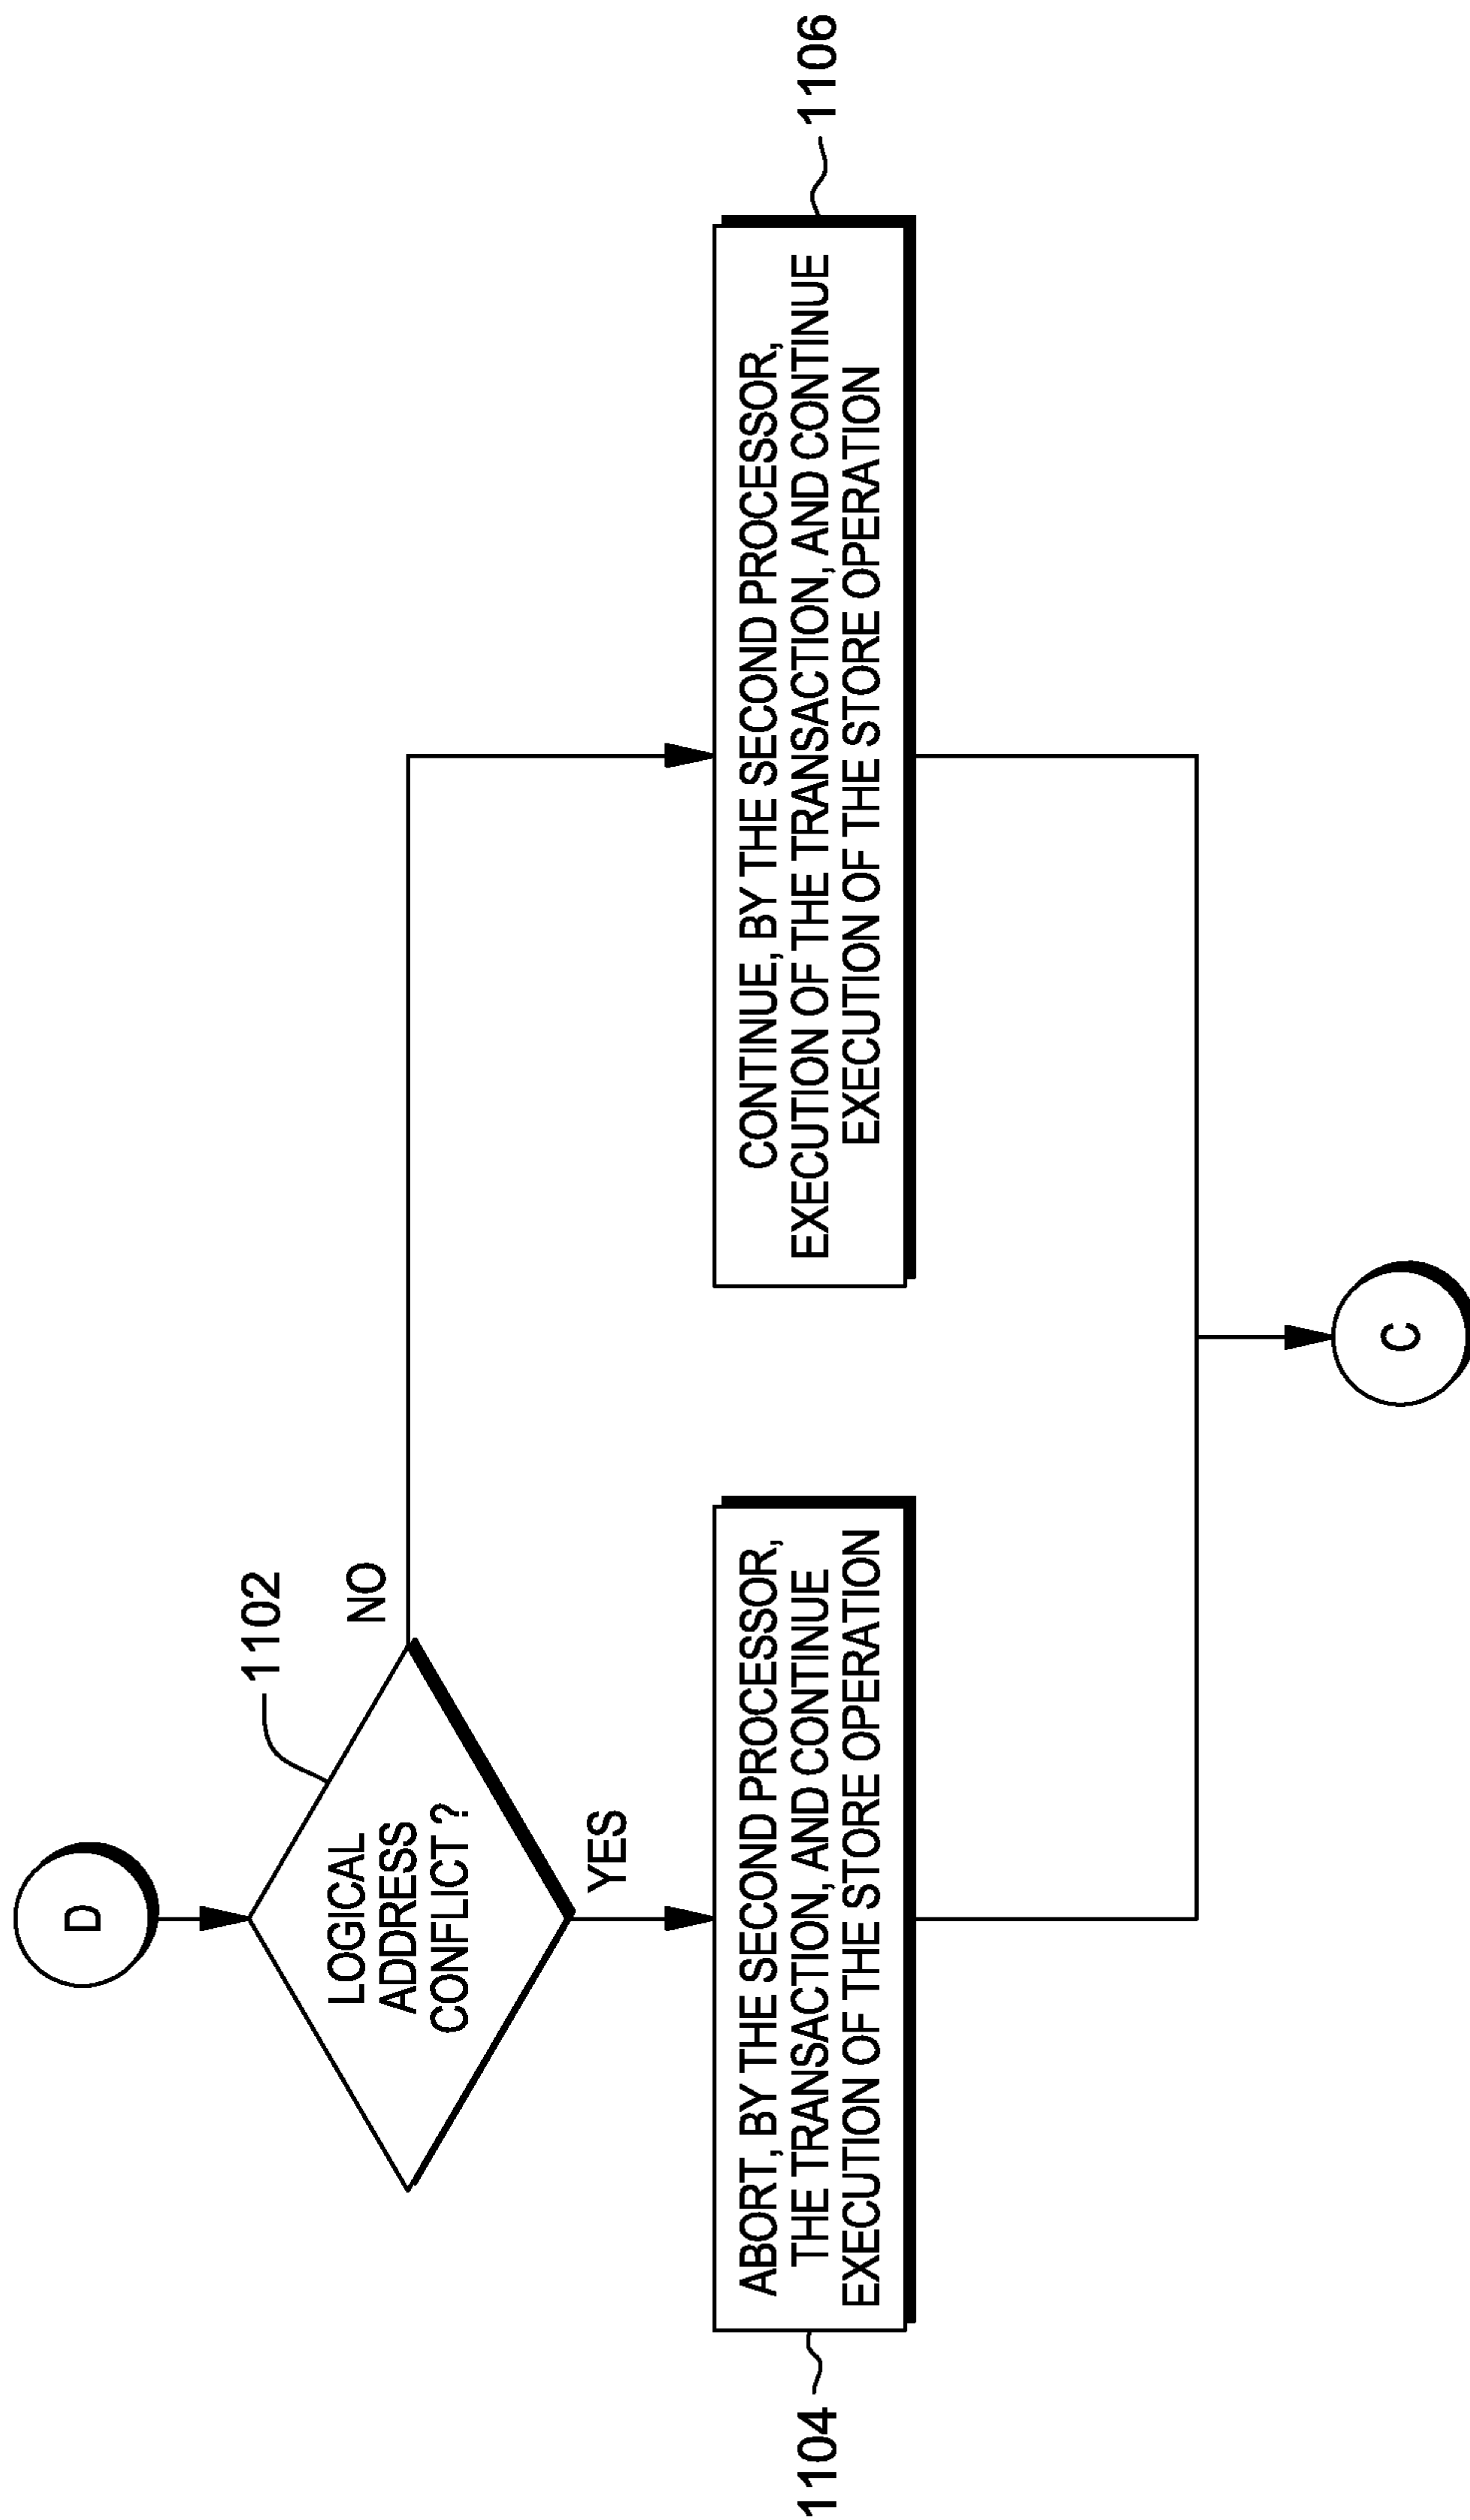 D
1102
LOGICAL
ADDRESS
CONFLICT?
NO
YES
1104
ABORT, BY THE SECOND PROCESSOR,
THE TRANSACTION, AND CONTINUE
EXECUTION OF THE STORE OPERATION
CONTINUE, BY THE SECOND PROCESSOR,
EXECUTION OF THE TRANSACTION, AND CONTINUE
EXECUTION OF THE STORE OPERATION
1106
C